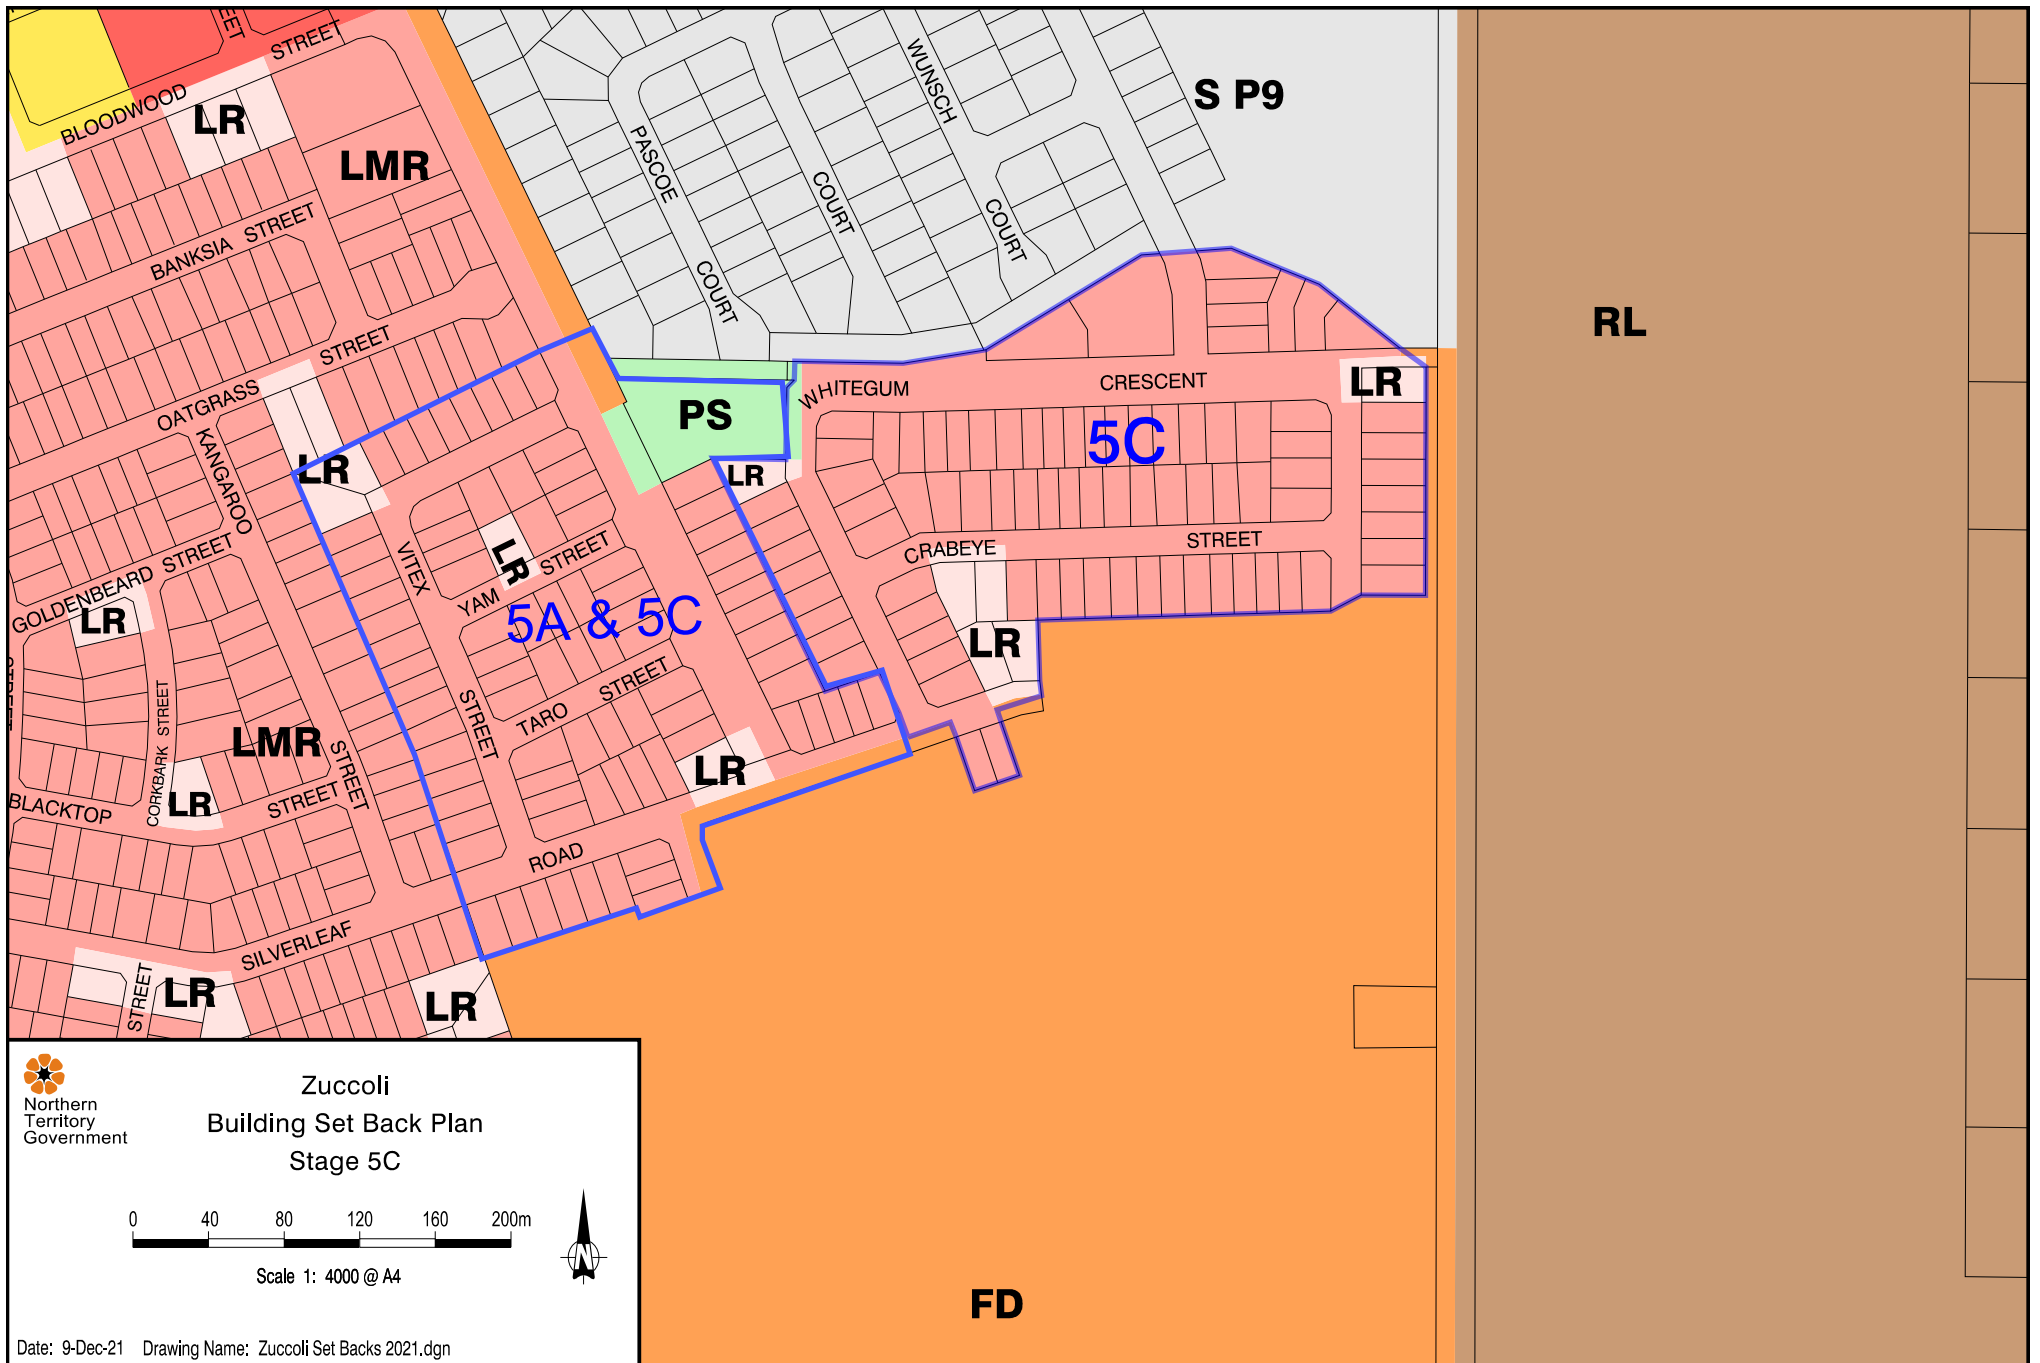 STREET
BLOODWOOD
LR
LMR
BANKSIA STREET
PASCOE
COURT
COURT
WUNSCH
COURT
S P9
RL
OATGRASS STREET
KANGAROO
STREET
LR
PS
LR
WHITEGUM CRESCENT
LR
5C
GOLDENBEARD STREET
LR
VITEX
STREET
LR
YAM STREET
5A & 5C
CRABEYE STREET
LR
TARO STREET
CORKBARK STREET
STREET
LMR
LR
LR
BLACKTOP STREET
ROAD
SILVERLEAF
STREET
LR
LR
FD
Northern
Territory
Government
Zuccoli
Building Set Back Plan
Stage 5C
0 40 80 120 160 200m
Scale 1: 4000 @ A4
N
Date: 9-Dec-21 Drawing Name: Zuccoli Set Backs 2021.dgn